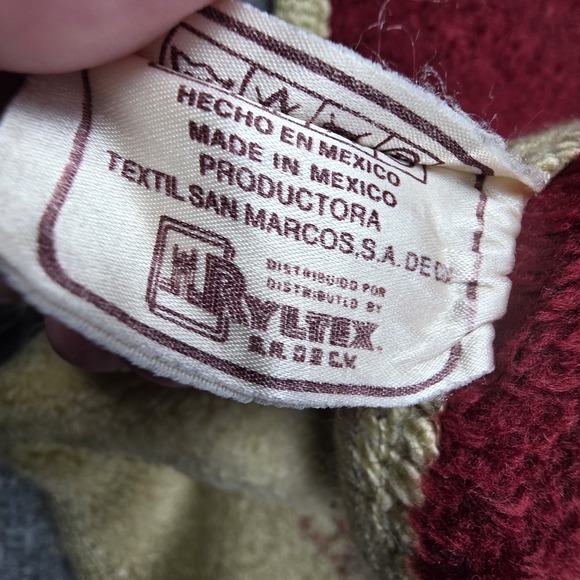 HECHO EN MEXICO
MADE IN MEXICO
PRODUCTORA
TEXTIL SAN MARCOS, S.A. DE C.V.
DISTRIBUIDO POR
DISTRIBUTED BY
RYLTEX
S.A. DE C.V.